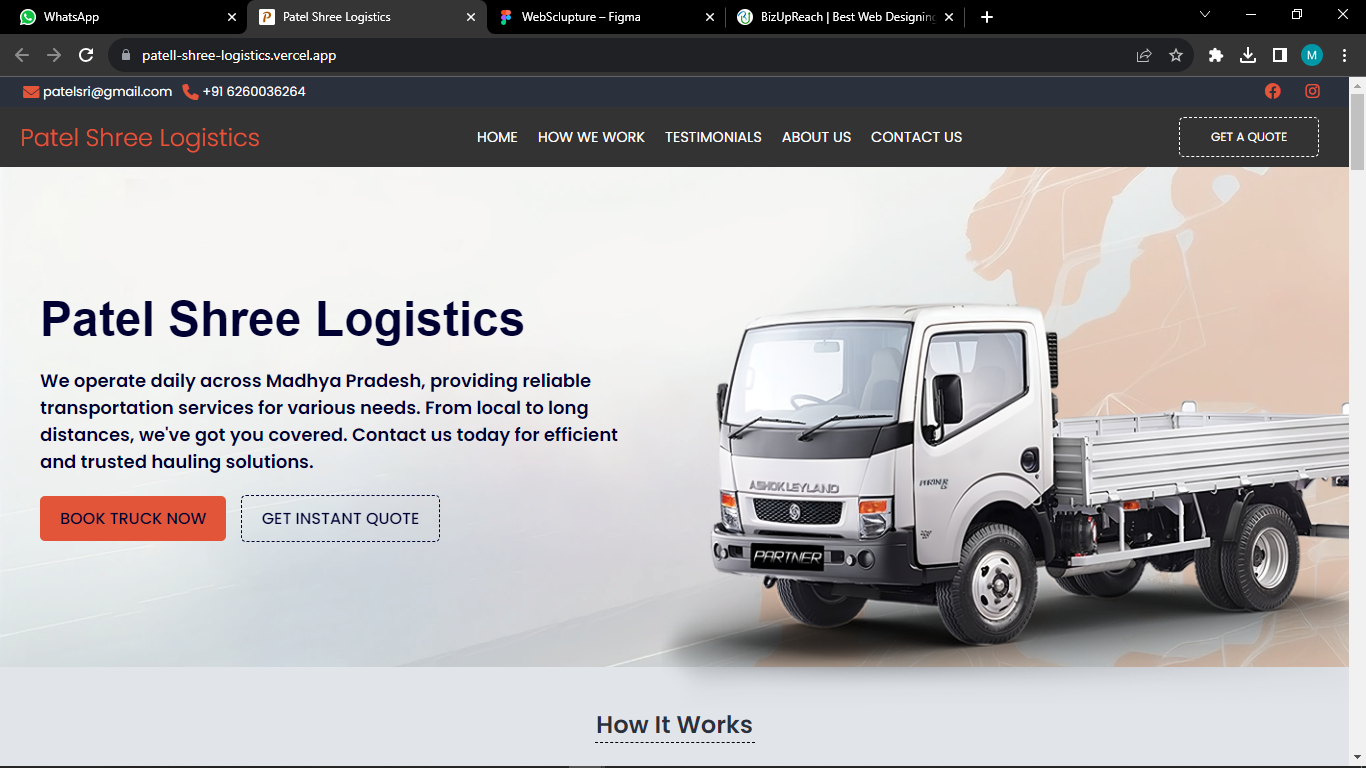 WhatsApp
Patel Shree Logistics
WebSclupture – Figma
BizUpReach | Best Web Designing
patell-shree-logistics.vercel.app
M
patelsri@gmail.com +91 6260036264
Patel Shree Logistics
HOME HOW WE WORK TESTIMONIALS ABOUT US CONTACT US
GET A QUOTE
Patel Shree Logistics
We operate daily across Madhya Pradesh, providing reliable
transportation services for various needs. From local to long
distances, we've got you covered. Contact us today for efficient
and trusted hauling solutions.
BOOK TRUCK NOW
GET INSTANT QUOTE
ASHOK LEYLAND
PARTNER
PARTNER
How It Works